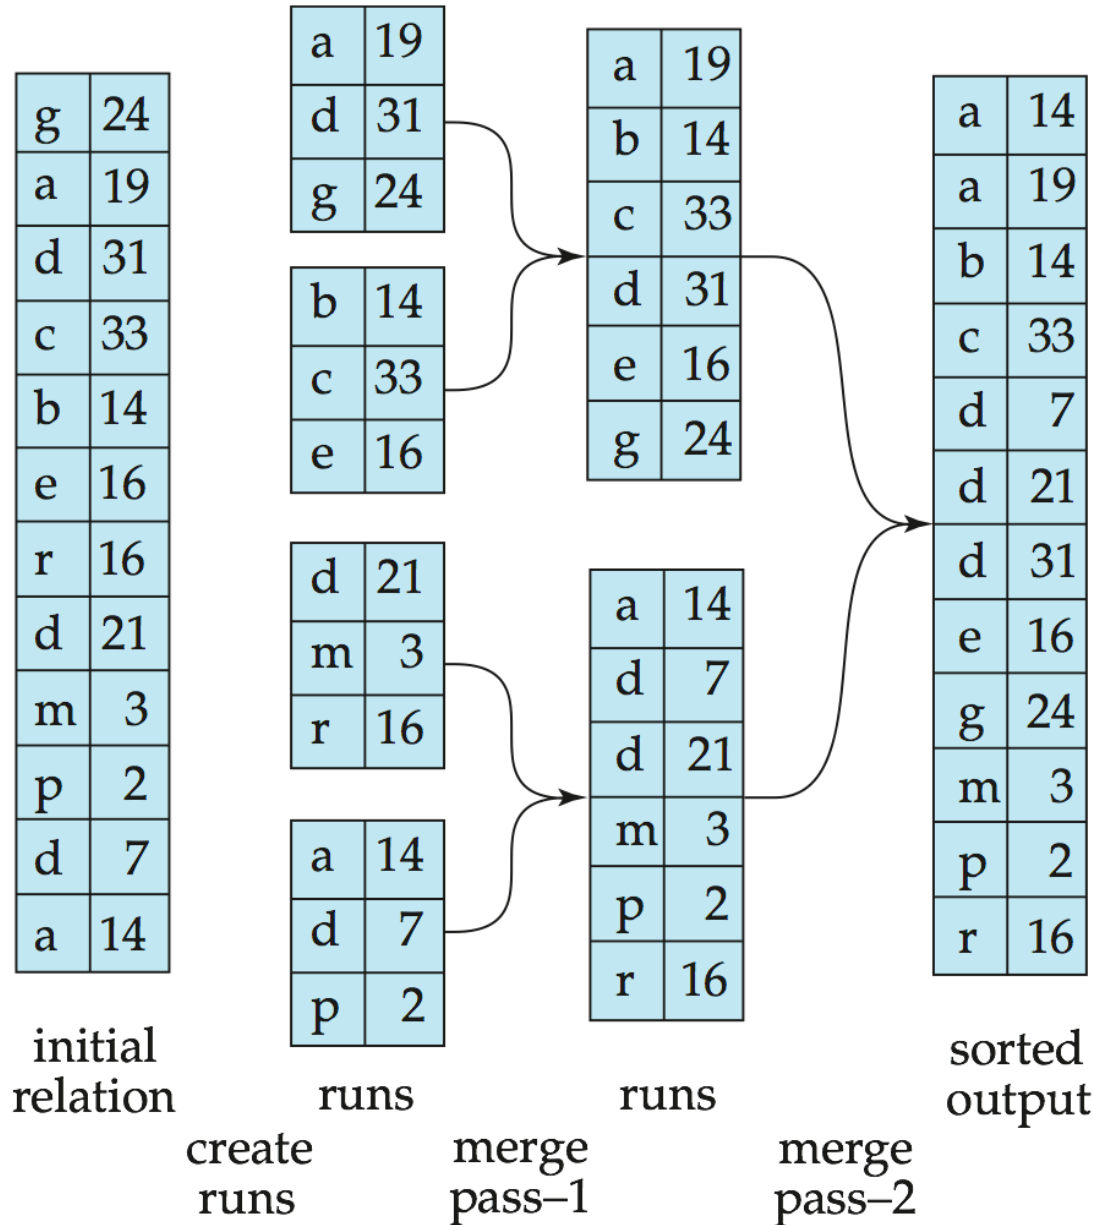 g 24
a 19
d 31
c 33
b 14
e 16
r 16
d 21
m 3
p 2
d 7
a 14
initial
relation
a 19
d 31
g 24
b 14
c 33
e 16
d 21
m 3
r 16
a 14
d 7
p 2
runs
create
runs
a 19
b 14
c 33
d 31
e 16
g 24
a 14
d 7
d 21
m 3
p 2
r 16
runs
merge
pass–1
a 14
a 19
b 14
c 33
d 7
d 21
d 31
e 16
g 24
m 3
p 2
r 16
sorted
output
merge
pass–2